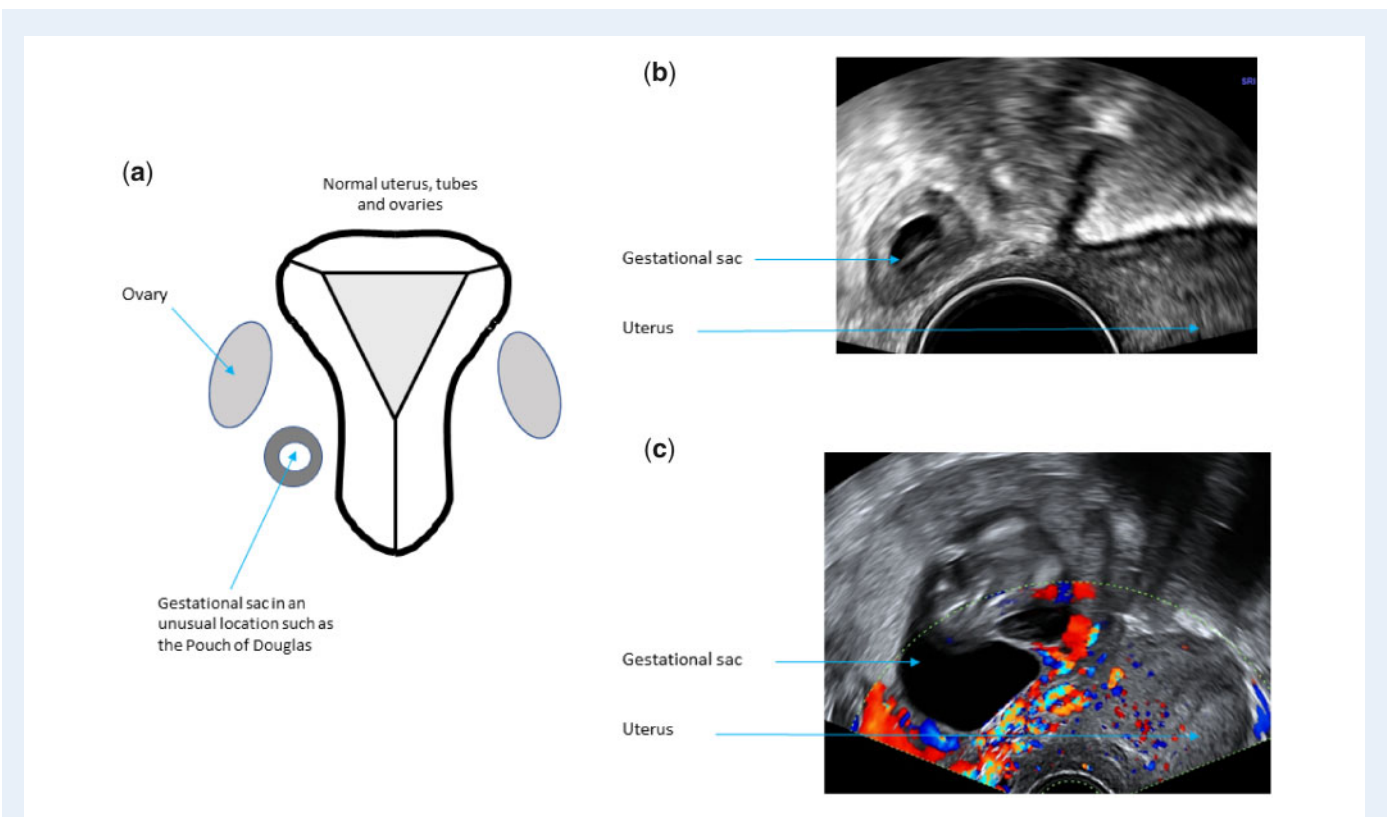 (a)
Normal uterus, tubes
and ovaries
Ovary
Gestational sac in an
unusual location such as
the Pouch of Douglas
(b)
SRI
Gestational sac
Uterus
(c)
Gestational sac
Uterus